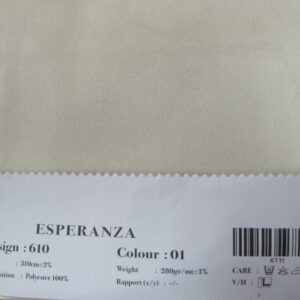 ESPERANZA
sign : 610 Colour : 01
: 310cm±3% Weight : 280gr/mt±3% CARE :
sition : Polyester 100% Rapport (x/y) : -/- V/H :